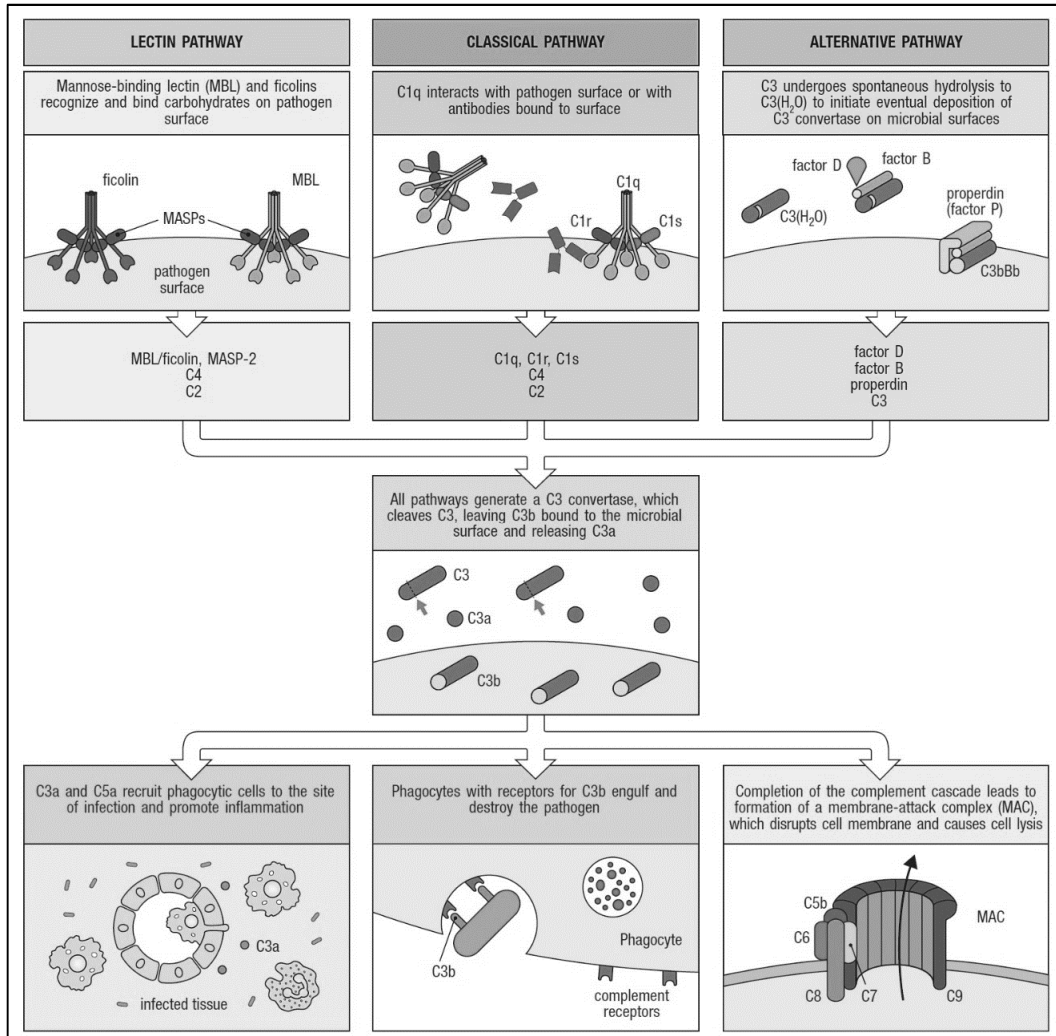 LECTIN PATHWAY
Mannose-binding lectin (MBL) and ficolins
recognize and bind carbohydrates on pathogen
surface
ficolin
MBL
MASPs
pathogen
surface
MBL/ficolin, MASP-2
C4
C2
CLASSICAL PATHWAY
C1q interacts with pathogen surface or with
antibodies bound to surface
C1q
C1r
C1s
C1q, C1r, C1s
C4
C2
ALTERNATIVE PATHWAY
C3 undergoes spontaneous hydrolysis to
C3(H₂O) to initiate eventual deposition of
C3 convertase on microbial surfaces
factor D
factor B
C3(H₂O)
properdin
(factor P)
C3bBb
factor D
factor B
properdin
C3
All pathways generate a C3 convertase, which
cleaves C3, leaving C3b bound to the microbial
surface and releasing C3a
C3
C3a
C3b
C3a and C5a recruit phagocytic cells to the site
of infection and promote inflammation
C3a
infected tissue
Phagocytes with receptors for C3b engulf and
destroy the pathogen
Phagocyte
C3b
complement
receptors
Completion of the complement cascade leads to
formation of a membrane-attack complex (MAC),
which disrupts cell membrane and causes cell lysis
C5b
MAC
C6
C8
C7
C9